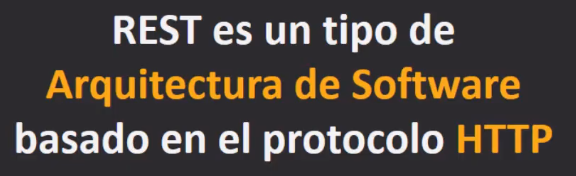 REST es un tipo de
Arquitectura de Software
basado en el protocolo HTTP